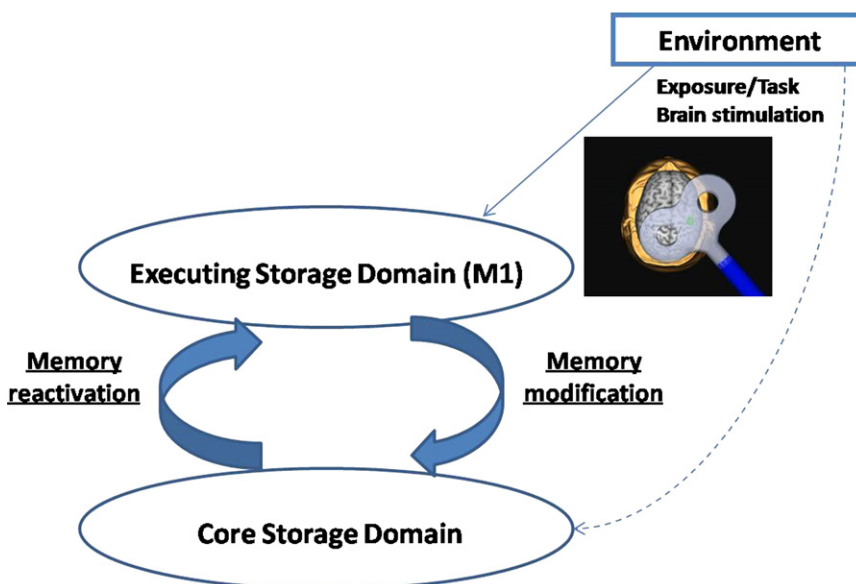 Environment
Exposure/Task
Brain stimulation
Executing Storage Domain (M1)
Memory
reactivation
Memory
modification
Core Storage Domain